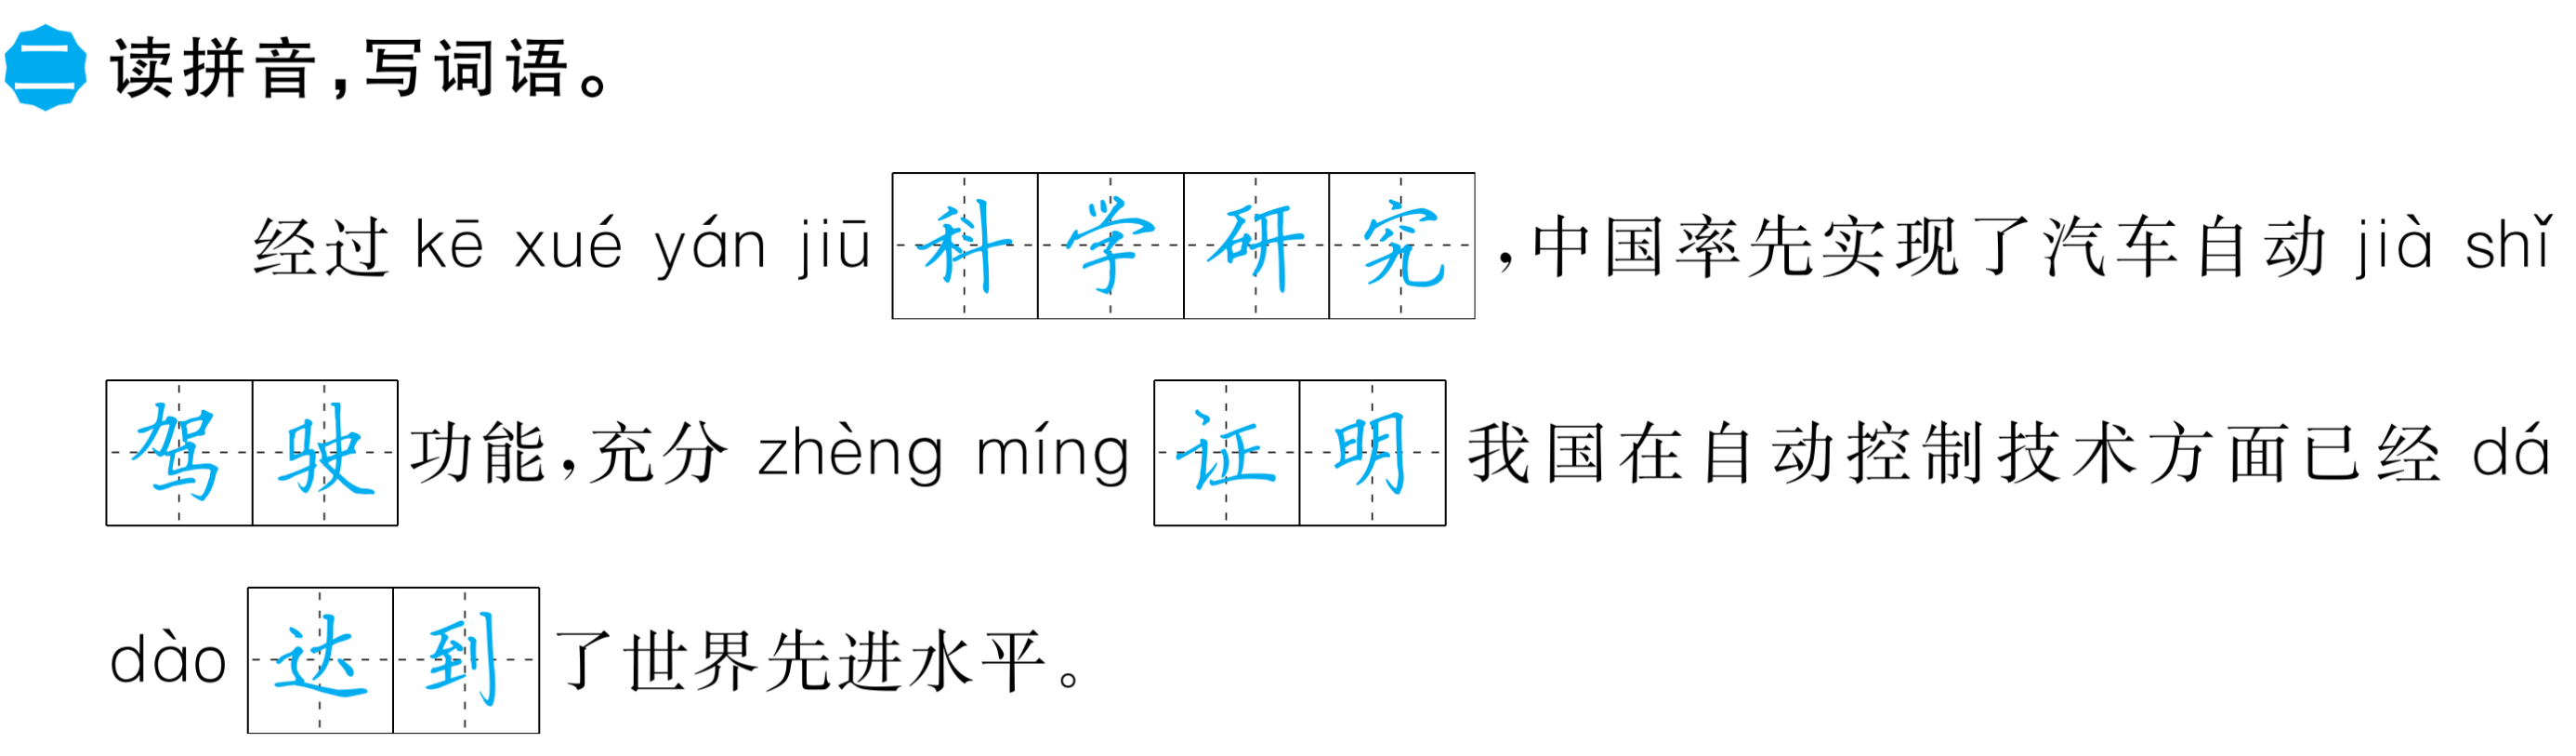 二 读拼音,写词语。
经过 kē xué yán jiū 科学研究,中国率先实现了汽车自动 jià shǐ
驾驶功能,充分 zhèng míng 证明我国在自动控制技术方面已经 dá
dào 达到了世界先进水平。